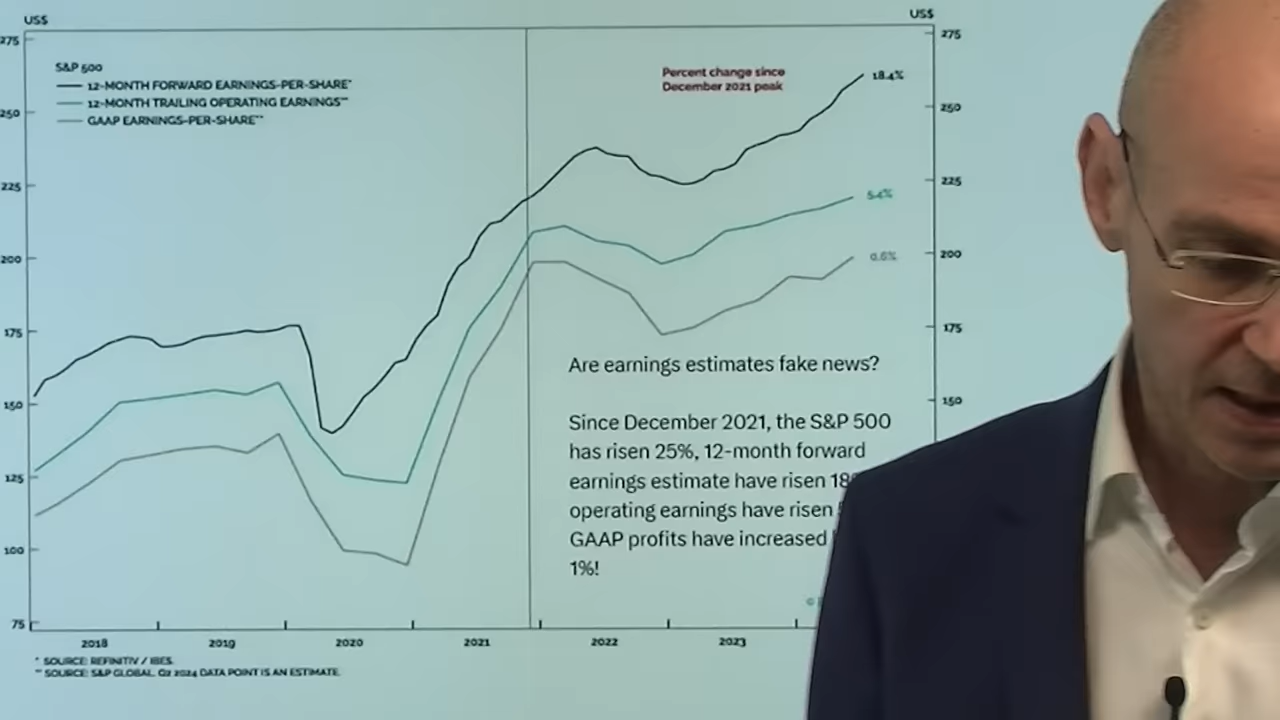 US$
US$
275
250
225
200
175
150
125
100
75
275
250
225
200
175
150
S&P 500
12-MONTH FORWARD EARNINGS-PER-SHARE*
12-MONTH TRAILING OPERATING EARNINGS**
GAAP EARNINGS-PER-SHARE**
Percent change since
December 2021 peak
18.4%
5.4%
0.6%
Are earnings estimates fake news?
Since December 2021, the S&P 500
has risen 25%, 12-month forward
earnings estimate have risen
operating earnings have risen
GAAP profits have increased
1%!
2018
2019
2020
2021
2022
2023
* SOURCE: REFINITIV / IBES.
** SOURCE: S&P GLOBAL. Q2 2024 DATA POINT IS AN ESTIMATE.